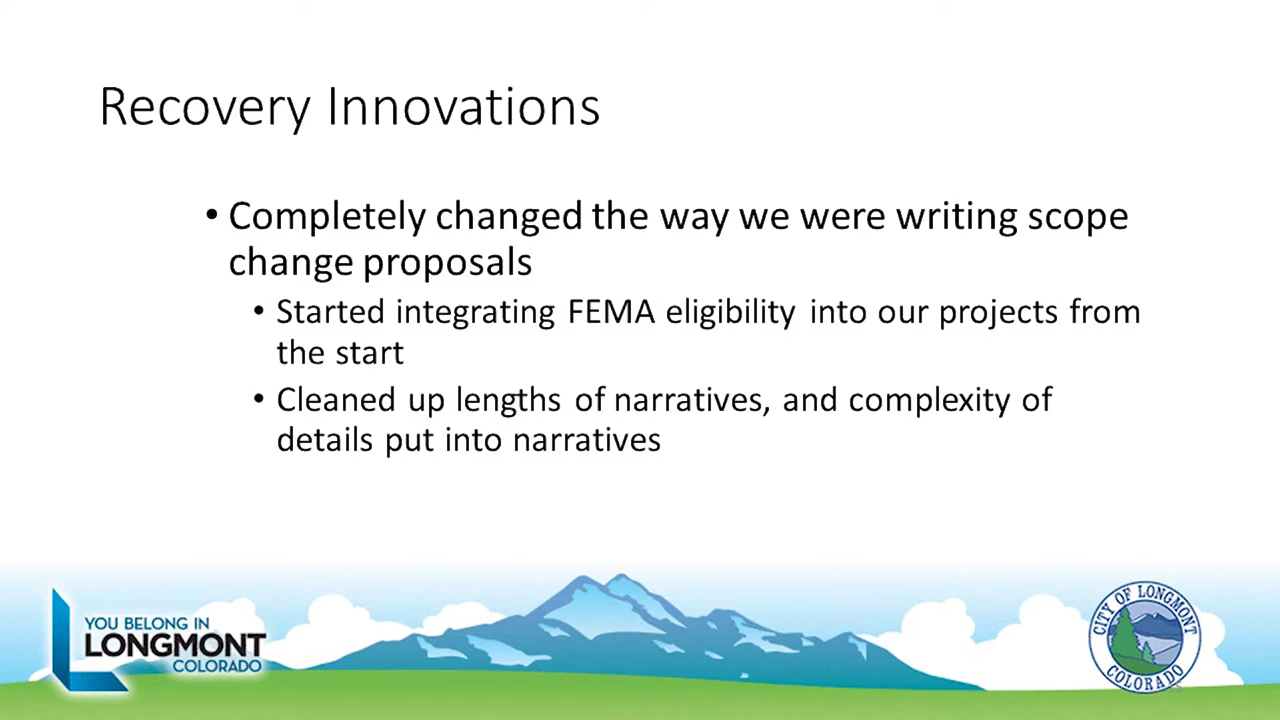 Recovery Innovations
• Completely changed the way we were writing scope
change proposals
• Started integrating FEMA eligibility into our projects from
the start
• Cleaned up lengths of narratives, and complexity of
details put into narratives
YOU BELONG IN
LONGMONT
COLORADO
CITY OF LONGMONT
COLORADO